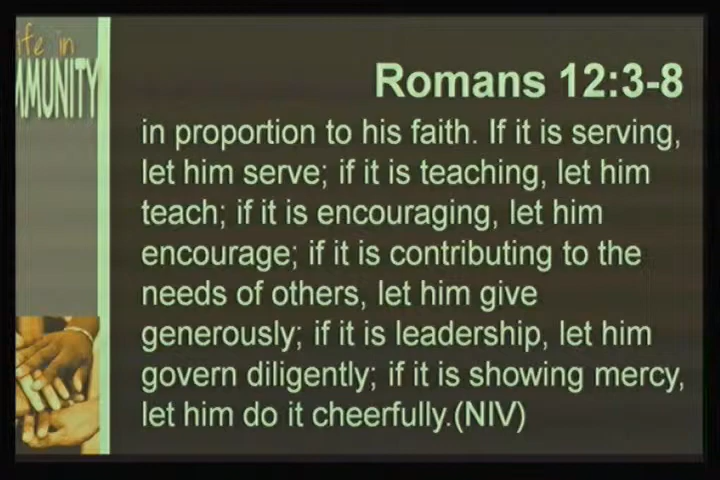 ife in
MMUNITY
Romans 12:3-8
in proportion to his faith. If it is serving,
let him serve; if it is teaching, let him
teach; if it is encouraging, let him
encourage; if it is contributing to the
needs of others, let him give
generously; if it is leadership, let him
govern diligently; if it is showing mercy,
let him do it cheerfully.(NIV)